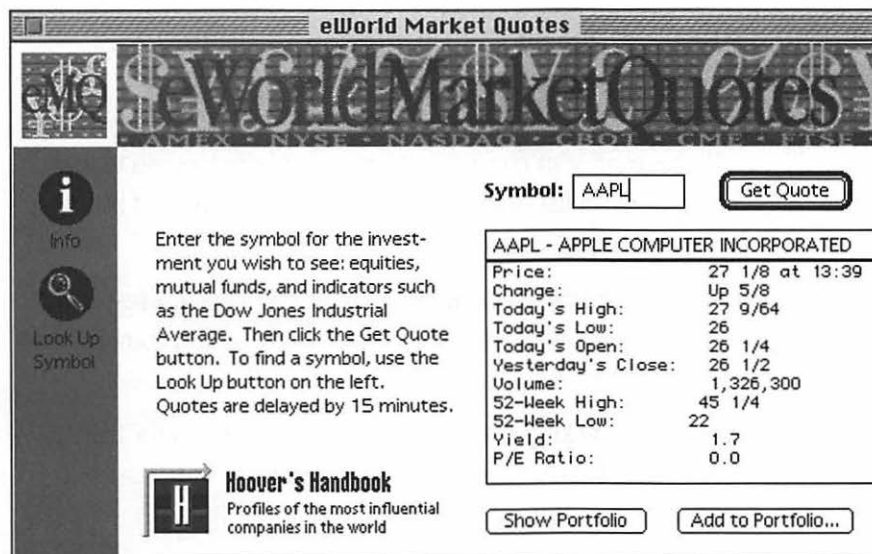 eWorld Market Quotes
eMQ
eWorldMarketQuotes
AMEX · NYSE · NASDAQ · CBOT · CME · FTSE
Symbol: AAPL Get Quote
Info
Look Up
Symbol
Enter the symbol for the invest-
ment you wish to see: equities,
mutual funds, and indicators such
as the Dow Jones Industrial
Average. Then click the Get Quote
button. To find a symbol, use the
Look Up button on the left.
Quotes are delayed by 15 minutes.
AAPL - APPLE COMPUTER INCORPORATED
Price: 27 1/8 at 13:39
Change: Up 5/8
Today's High: 27 9/64
Today's Low: 26
Today's Open: 26 1/4
Yesterday's Close: 26 1/2
Volume: 1,326,300
52-Week High: 45 1/4
52-Week Low: 22
Yield: 1.7
P/E Ratio: 0.0
H
Hoover's Handbook
Profiles of the most influential
companies in the world
Show Portfolio Add to Portfolio...